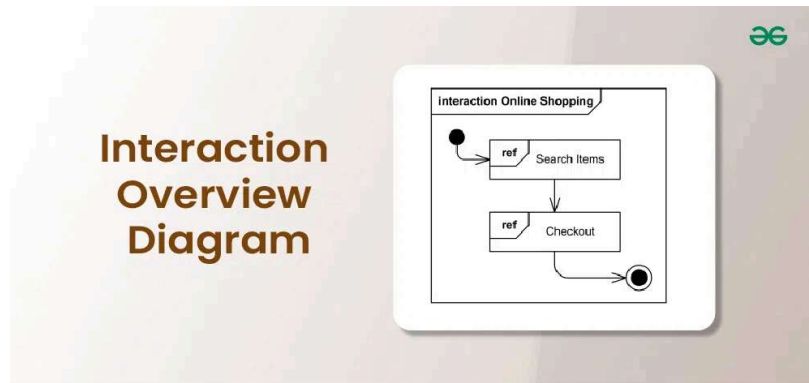 Interaction
Overview
Diagram
interaction Online Shopping
ref
Search Items
ref
Checkout